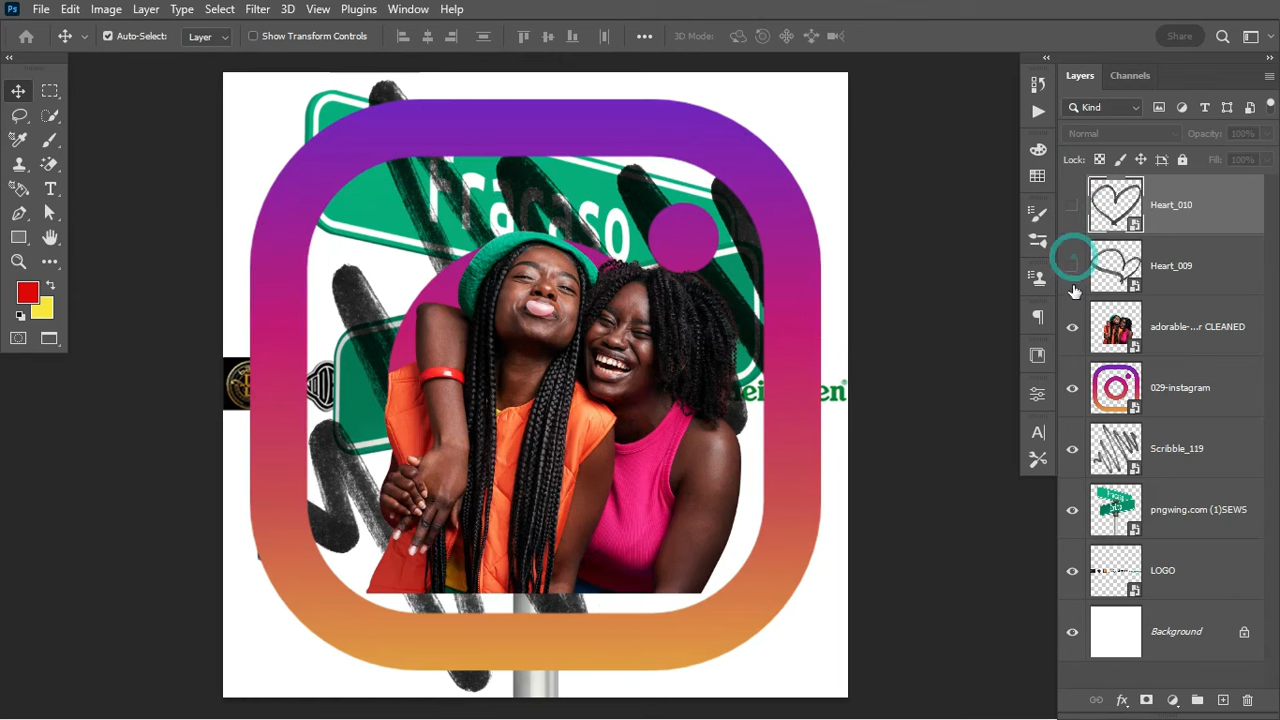 Ps File Edit Image Layer Type Select Filter 3D View Plugins Window Help
Auto-Select: Layer Show Transform Controls 3D Mode: Share
Layers Channels
Kind
Normal Opacity: 100%
Lock: Fill: 100%
Heart_010
Heart_009
adorable-...r CLEANED
029-instagram
Scribble_119
pngwing.com (1)SEWS
LOGO
Background
Fracaso